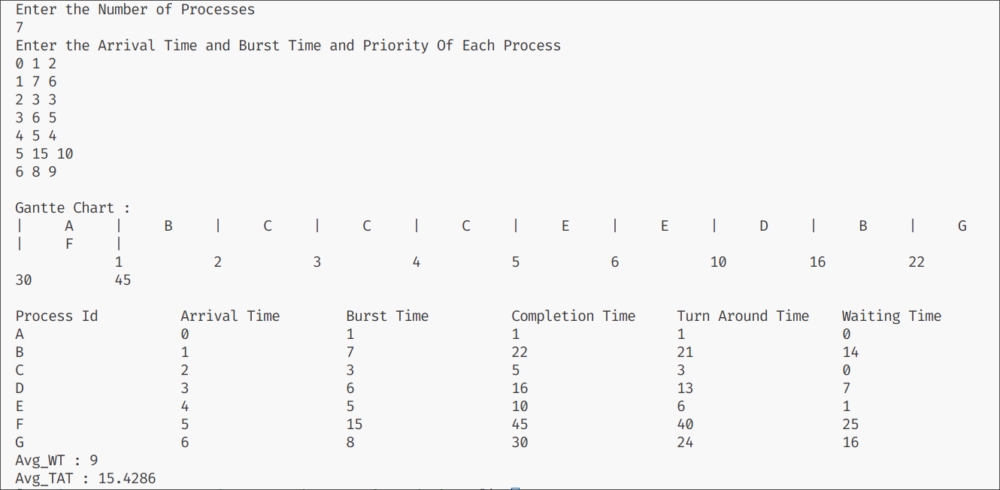 Enter the Number of Processes
7
Enter the Arrival Time and Burst Time and Priority Of Each Process
0 1 2
1 7 6
2 3 3
3 6 5
4 5 4
5 15 10
6 8 9
Gantte Chart :
| A | B | C | C | C | E | E | D | B | G
| F |
1 2 3 4 5 6 10 16 22
30 45
Process Id Arrival Time Burst Time Completion Time Turn Around Time Waiting Time
A 0 1 1 1 0
B 1 7 22 21 14
C 2 3 5 3 0
D 3 6 16 13 7
E 4 5 10 6 1
F 5 15 45 40 25
G 6 8 30 24 16
Avg_WT : 9
Avg_TAT : 15.4286